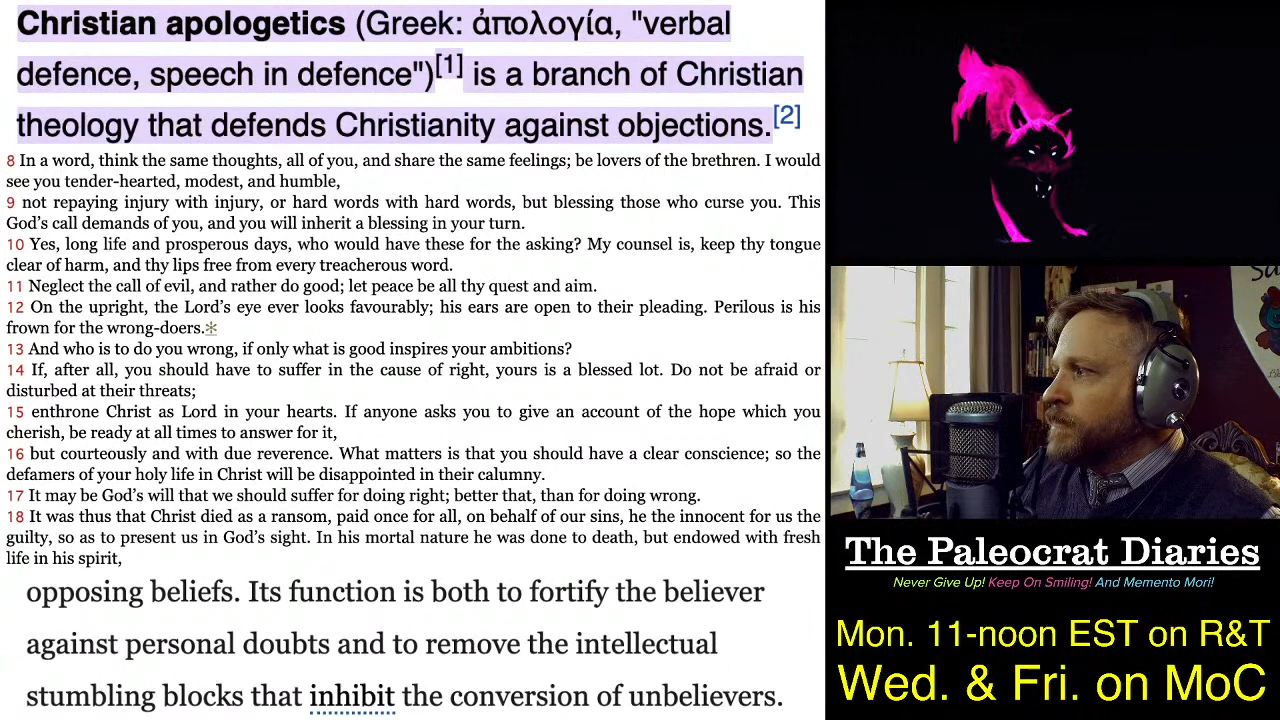 Christian apologetics (Greek: ἀπολογία, "verbal
defence, speech in defence")[1] is a branch of Christian
theology that defends Christianity against objections.[2]
8 In a word, think the same thoughts, all of you, and share the same feelings; be lovers of the brethren. I would
see you tender-hearted, modest, and humble,
9 not repaying injury with injury, or hard words with hard words, but blessing those who curse you. This
God’s call demands of you, and you will inherit a blessing in your turn.
10 Yes, long life and prosperous days, who would have these for the asking? My counsel is, keep thy tongue
clear of harm, and thy lips free from every treacherous word.
11 Neglect the call of evil, and rather do good; let peace be all thy quest and aim.
12 On the upright, the Lord’s eye ever looks favourably; his ears are open to their pleading. Perilous is his
frown for the wrong-doers.*
13 And who is to do you wrong, if only what is good inspires your ambitions?
14 If, after all, you should have to suffer in the cause of right, yours is a blessed lot. Do not be afraid or
disturbed at their threats;
15 enthrone Christ as Lord in your hearts. If anyone asks you to give an account of the hope which you
cherish, be ready at all times to answer for it,
16 but courteously and with due reverence. What matters is that you should have a clear conscience; so the
defamers of your holy life in Christ will be disappointed in their calumny.
17 It may be God’s will that we should suffer for doing right; better that, than for doing wrong.
18 It was thus that Christ died as a ransom, paid once for all, on behalf of our sins, he the innocent for us the
guilty, so as to present us in God’s sight. In his mortal nature he was done to death, but endowed with fresh
life in his spirit,
opposing beliefs. Its function is both to fortify the believer
against personal doubts and to remove the intellectual
stumbling blocks that inhibit the conversion of unbelievers.
The Paleocrat Diaries
Never Give Up! Keep On Smiling! And Memento Mori!
Mon. 11-noon EST on R&T
Wed. & Fri. on MoC